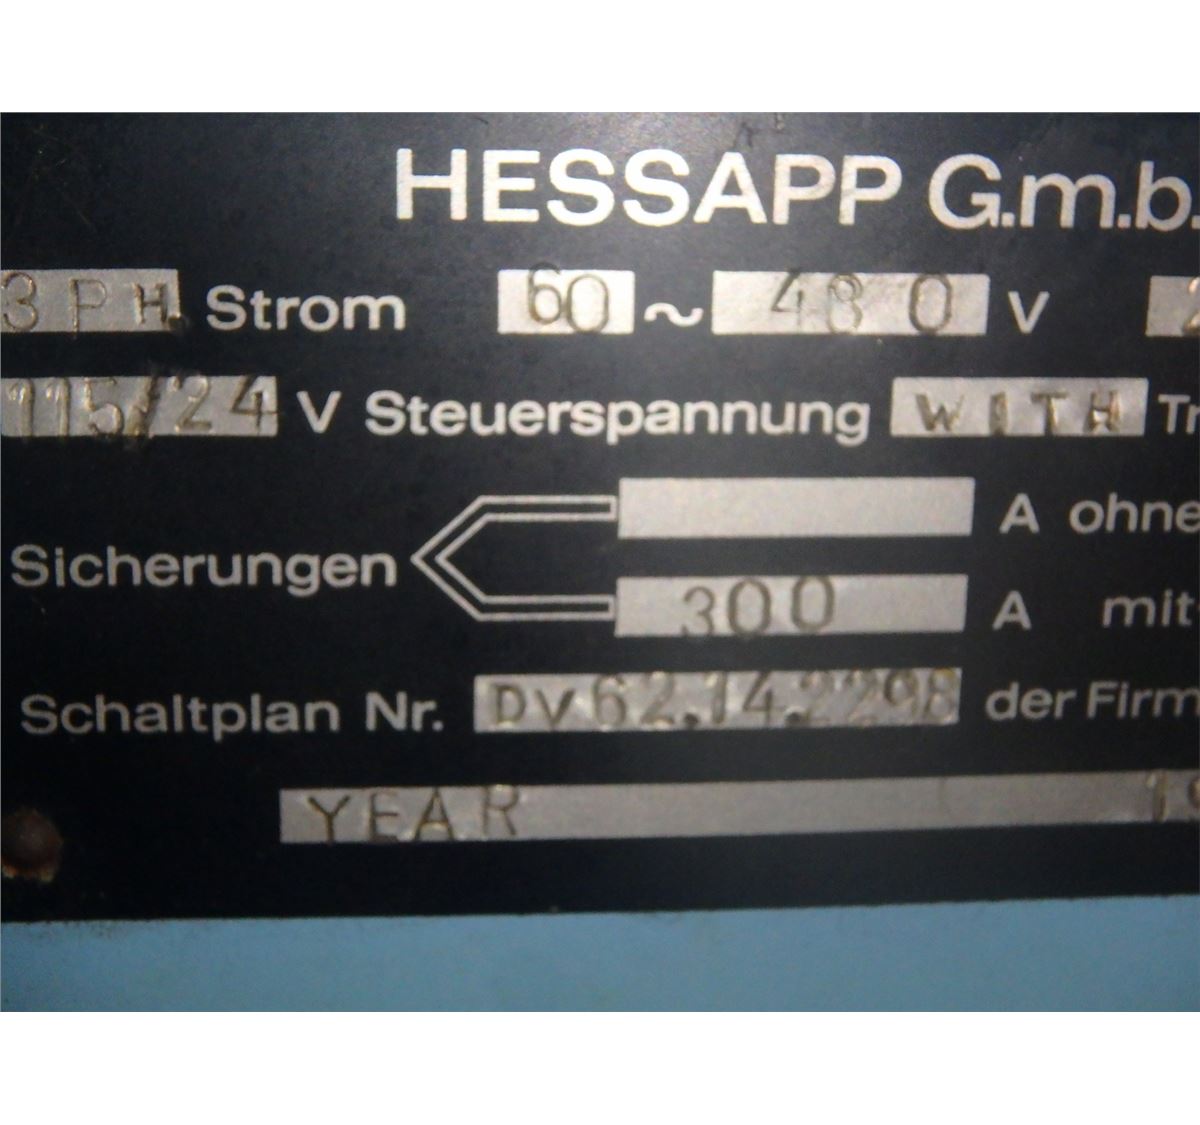 HESSAPP G.m.b.
3PH Strom 60 ~ 480 V
115/24 V Steuerspannung WITH Tr
A ohne
Sicherungen
300 A mit
Schaltplan Nr. DV62.14.2298 der Firm
YEAR 19